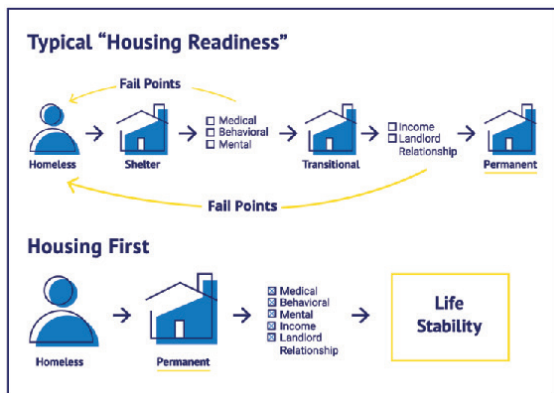 Typical “Housing Readiness”
Fail Points
Medical
Behavioral
Mental
Income
Landlord
Relationship
Homeless
Shelter
Transitional
Permanent
Fail Points
Housing First
Medical
Behavioral
Mental
Income
Landlord
Relationship
Life
Stability
Homeless
Permanent